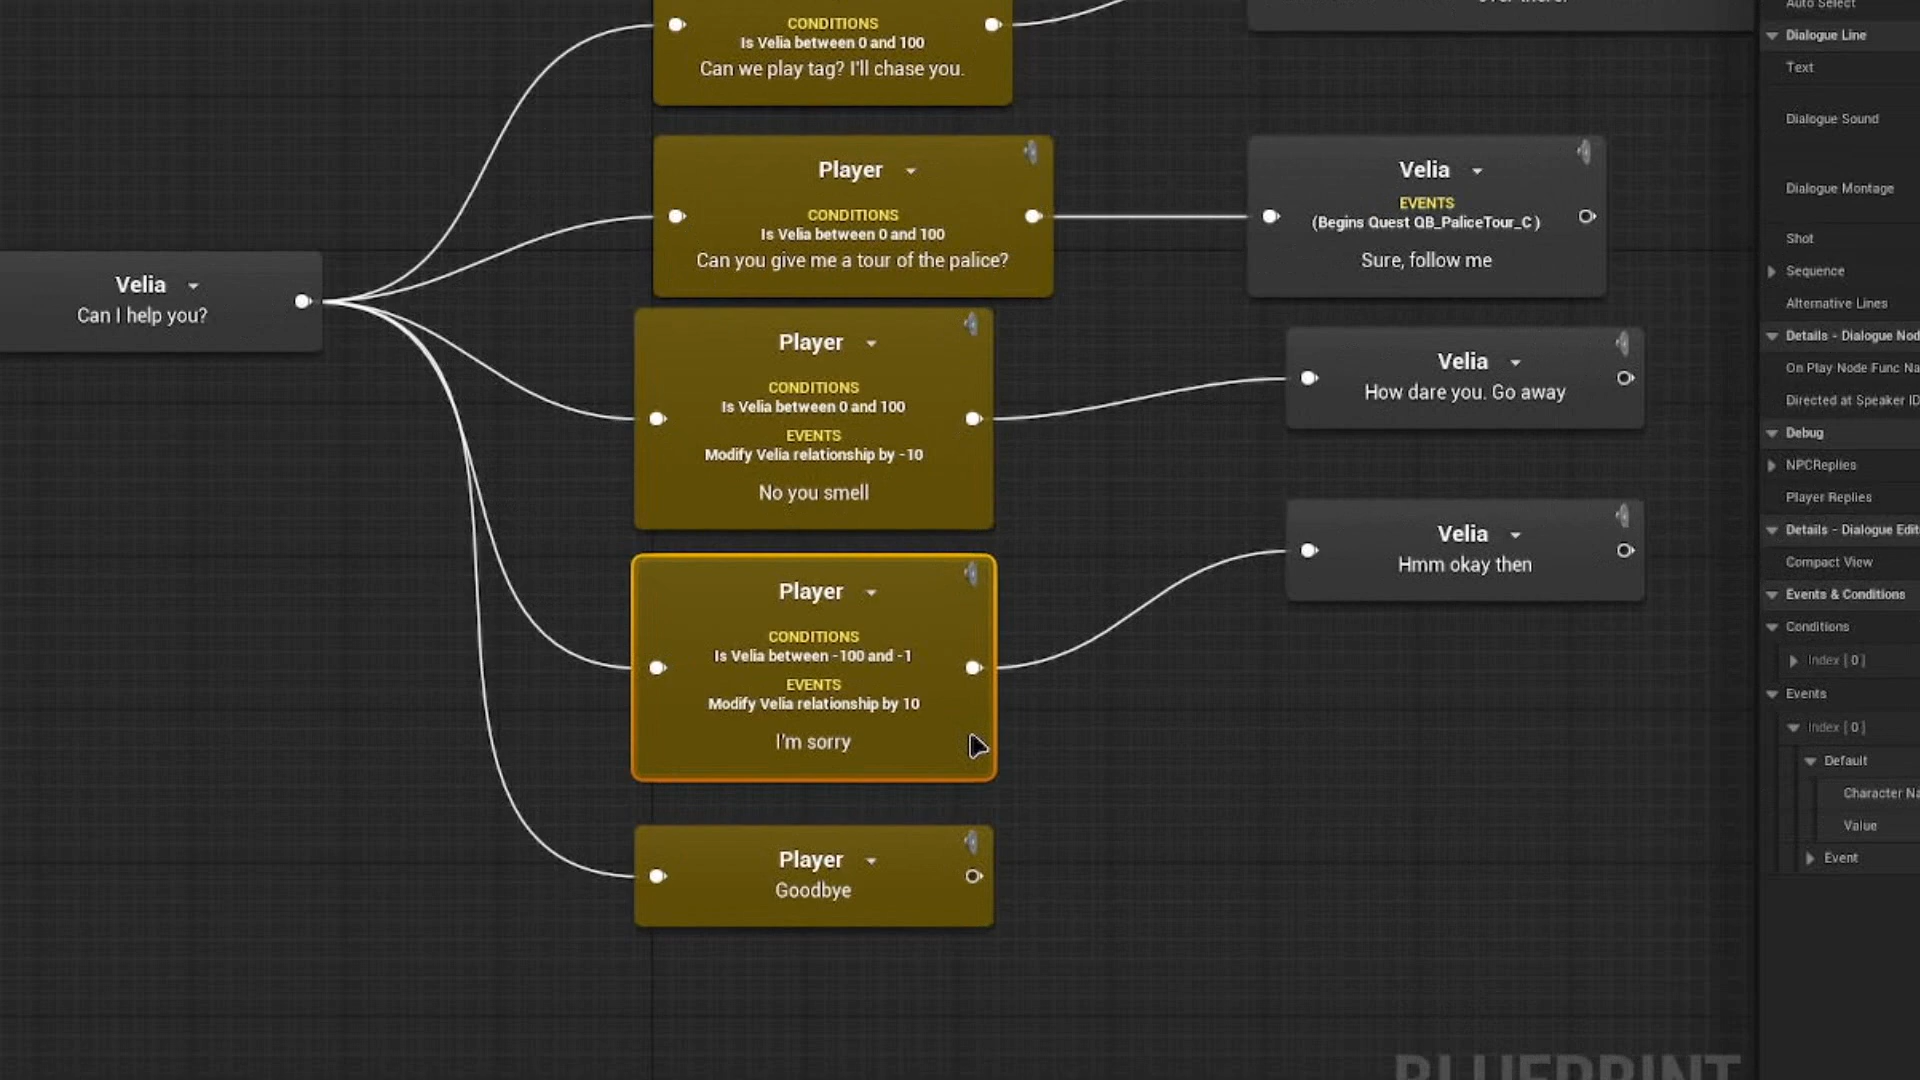 CONDITIONS
Is Velia between 0 and 100
Can we play tag? I'll chase you.
Player
CONDITIONS
Is Velia between 0 and 100
Can you give me a tour of the palice?
Velia
EVENTS
(Begins Quest QB_PaliceTour_C )
Sure, follow me
Velia
Can I help you?
Player
CONDITIONS
Is Velia between 0 and 100
EVENTS
Modify Velia relationship by -10
No you smell
Velia
How dare you. Go away
Player
CONDITIONS
Is Velia between -100 and -1
EVENTS
Modify Velia relationship by 10
I'm sorry
Velia
Hmm okay then
Player
Goodbye
BLUEPRINT
Auto Select
Dialogue Line
Text
Dialogue Sound
Dialogue Montage
Shot
Sequence
Alternative Lines
Details - Dialogue Nod
On Play Node Func Na
Directed at Speaker ID
Debug
NPCReplies
Player Replies
Details - Dialogue Edit
Compact View
Events & Conditions
Conditions
Index [ 0 ]
Events
Index [ 0 ]
Default
Character Na
Value
Event